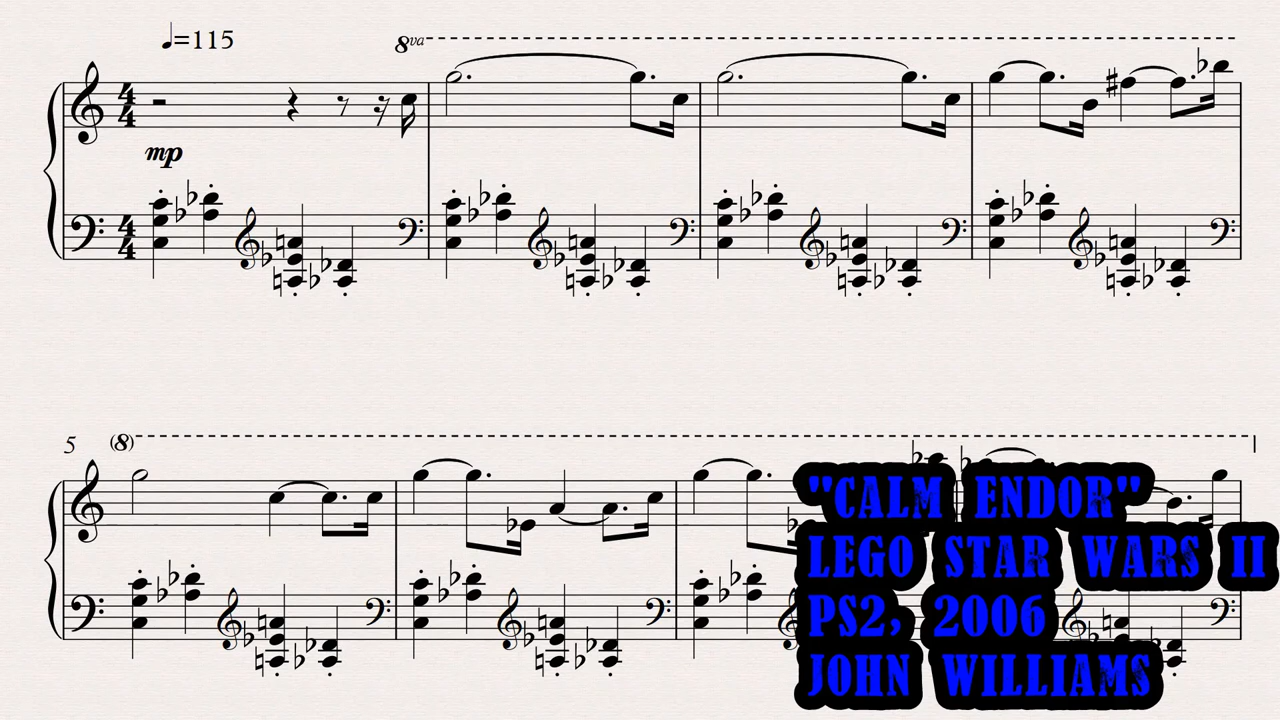 ♩=115
8va
mp
5
(8)
"CALM ENDOR"
LEGO STAR WARS II
PS2, 2006
JOHN WILLIAMS